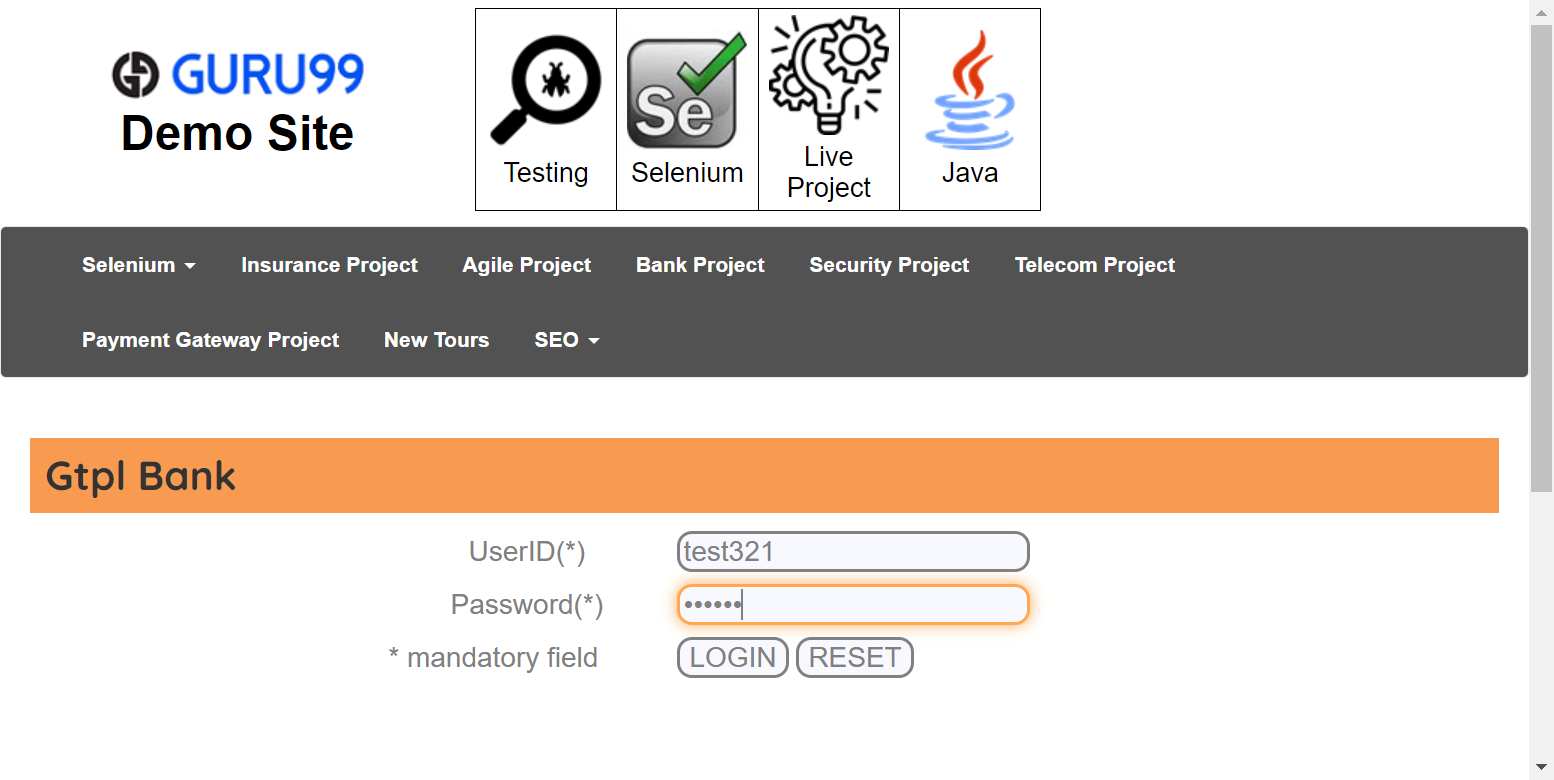 GURU99
Demo Site
Testing
Se
Selenium
Live
Project
Java
Selenium Insurance Project Agile Project Bank Project Security Project Telecom Project
Payment Gateway Project New Tours SEO
Gtpl Bank
UserID(*) test321
Password(*) ••••••
* mandatory field LOGIN RESET